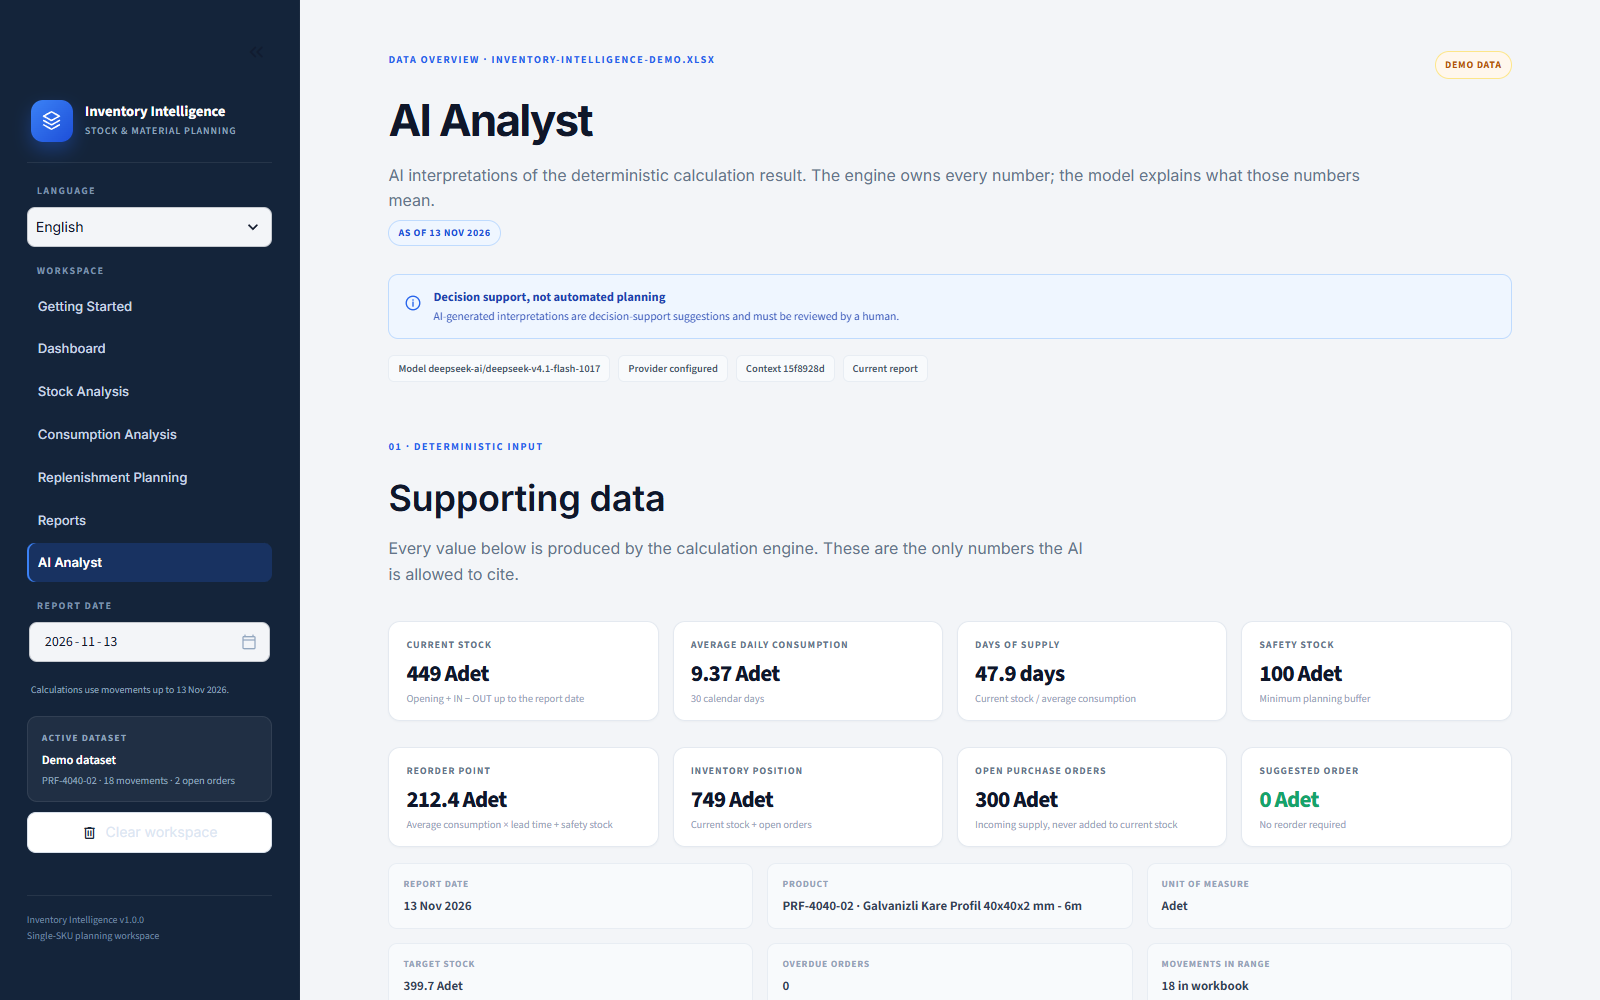 Inventory Intelligence
STOCK & MATERIAL PLANNING
LANGUAGE
English
WORKSPACE
Getting Started
Dashboard
Stock Analysis
Consumption Analysis
Replenishment Planning
Reports
AI Analyst
REPORT DATE
2026-11-13
Calculations use movements up to 13 Nov 2026.
ACTIVE DATASET
Demo dataset
PRF-4040-02 · 18 movements · 2 open orders
Clear workspace
Inventory Intelligence v1.0.0
Single-SKU planning workspace
DATA OVERVIEW · INVENTORY-INTELLIGENCE-DEMO.XLSX
DEMO DATA
AI Analyst
AI interpretations of the deterministic calculation result. The engine owns every number; the model explains what those numbers
mean.
AS OF 13 NOV 2026
Decision support, not automated planning
AI-generated interpretations are decision-support suggestions and must be reviewed by a human.
Model deepseek-ai/deepseek-v4.1-flash-1017
Provider configured
Context 15f8928d
Current report
01 · DETERMINISTIC INPUT
Supporting data
Every value below is produced by the calculation engine. These are the only numbers the AI
is allowed to cite.
CURRENT STOCK
449 Adet
Opening + IN − OUT up to the report date
AVERAGE DAILY CONSUMPTION
9.37 Adet
30 calendar days
DAYS OF SUPPLY
47.9 days
Current stock / average consumption
SAFETY STOCK
100 Adet
Minimum planning buffer
REORDER POINT
212.4 Adet
Average consumption × lead time + safety stock
INVENTORY POSITION
749 Adet
Current stock + open orders
OPEN PURCHASE ORDERS
300 Adet
Incoming supply, never added to current stock
SUGGESTED ORDER
0 Adet
No reorder required
REPORT DATE
13 Nov 2026
PRODUCT
PRF-4040-02 · Galvanizli Kare Profil 40x40x2 mm - 6m
UNIT OF MEASURE
Adet
TARGET STOCK
399.7 Adet
OVERDUE ORDERS
0
MOVEMENTS IN RANGE
18 in workbook